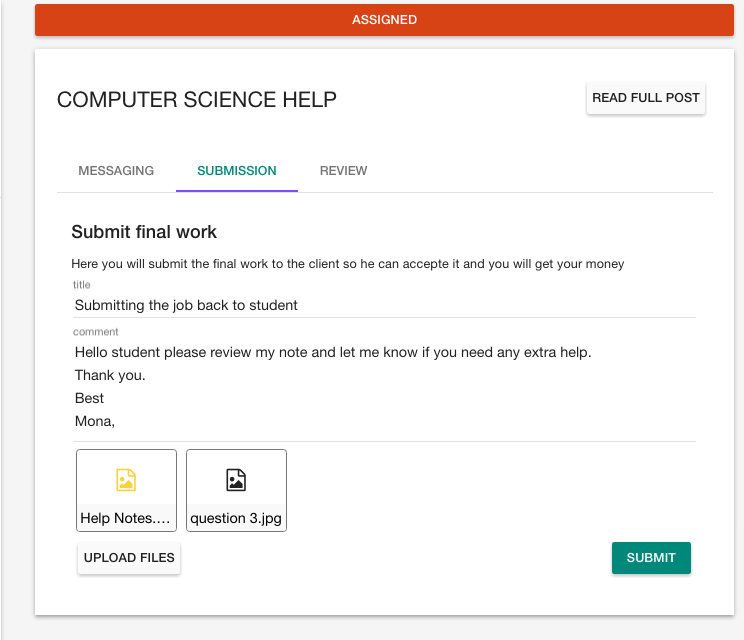 ASSIGNED
COMPUTER SCIENCE HELP
READ FULL POST
MESSAGING
SUBMISSION
REVIEW
Submit final work
Here you will submit the final work to the client so he can accepte it and you will get your money
title
Submitting the job back to student
comment
Hello student please review my note and let me know if you need any extra help.
Thank you.
Best
Mona,
Help Notes....
question 3.jpg
UPLOAD FILES
SUBMIT